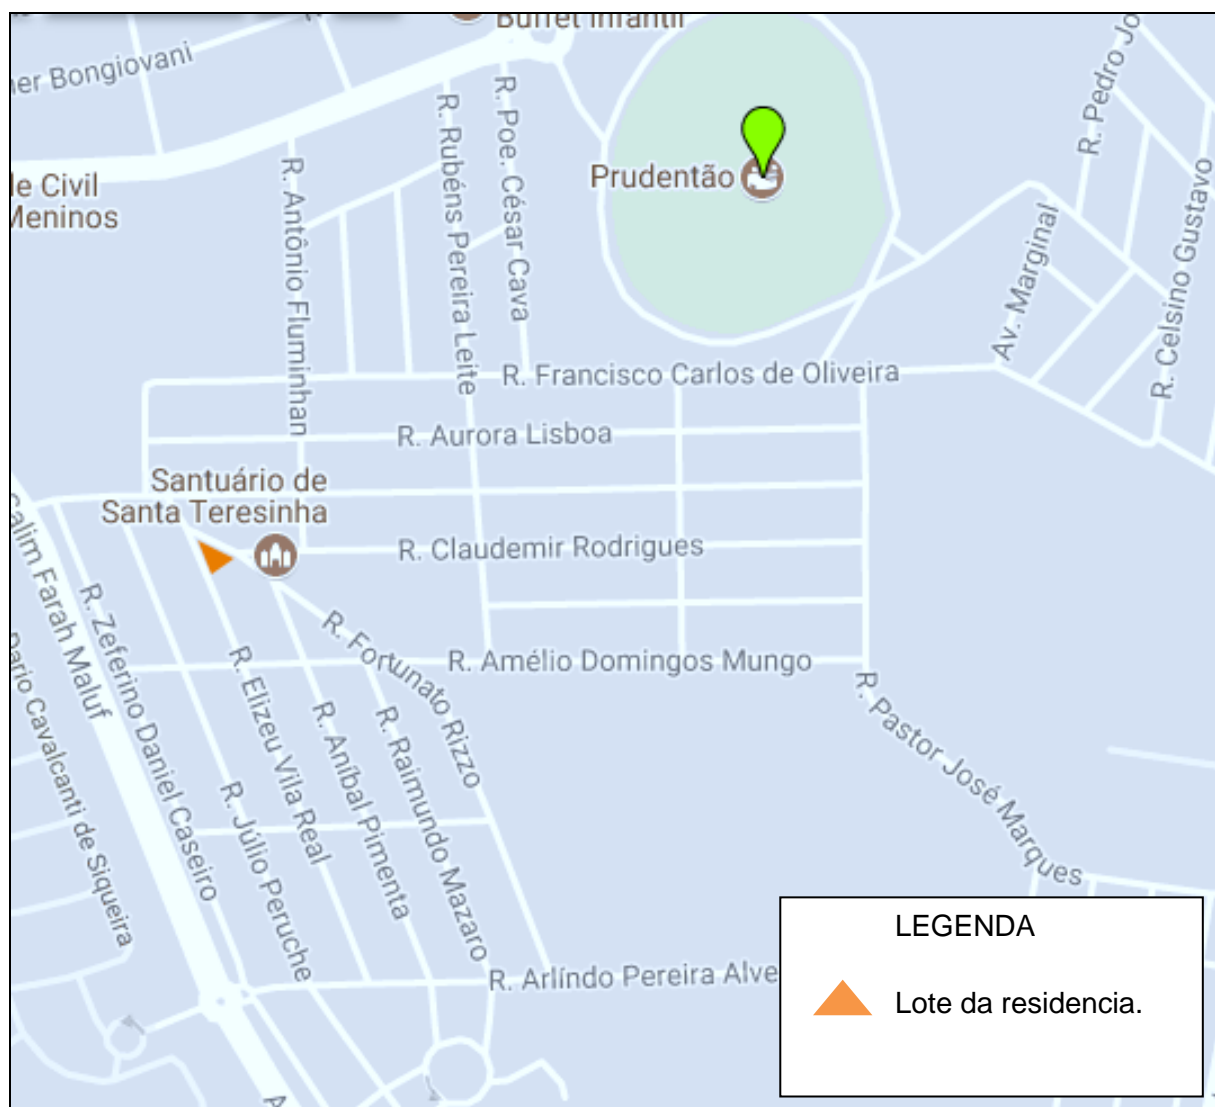 Buffet Infantil
ner Bongiovani
R. Pedro Jo
R. Rubéns Pereira Leite
R. Poe. César Cava
R. Antônio Fluminhan
Prudentão
le Civil
Meninos
R. Celsino Gustavo
Av. Marginal
R. Francisco Carlos de Oliveira
R. Aurora Lisboa
Santuário de
Santa Teresinha
R. Claudemir Rodrigues
Salim Farah Maluf
R. Zeferino Daniel Caseiro
R. Fortunato Rizzo
R. Amélio Domingos Mungo
Dario Cavalcanti de Siqueira
R. Elizeu Vila Real
R. Aníbal Pimenta
R. Raimundo Mazaro
R. Pastor José Marques
R. Júlio Peruche
R. Arlíndo Pereira Alve
LEGENDA
Lote da residencia.
A